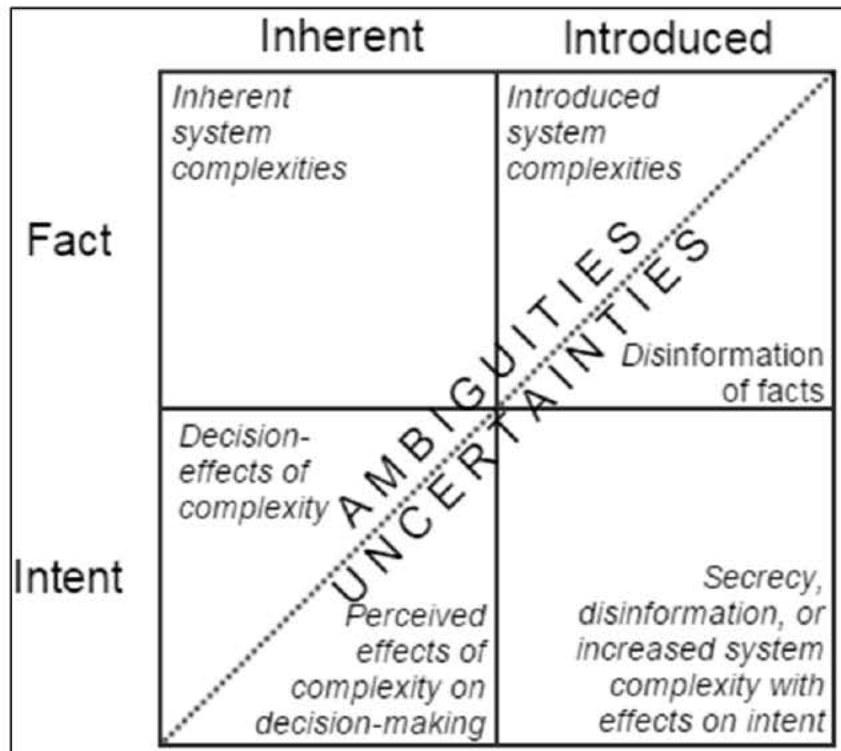 Inherent
Introduced
Inherent
system
complexities
Introduced
system
complexities
Fact
AMBIGUITIES
UNCERTAINTIES
Disinformation
of facts
Decision-
effects of
complexity
Intent
Perceived
effects of
complexity on
decision-making
Secrecy,
disinformation, or
increased system
complexity with
effects on intent